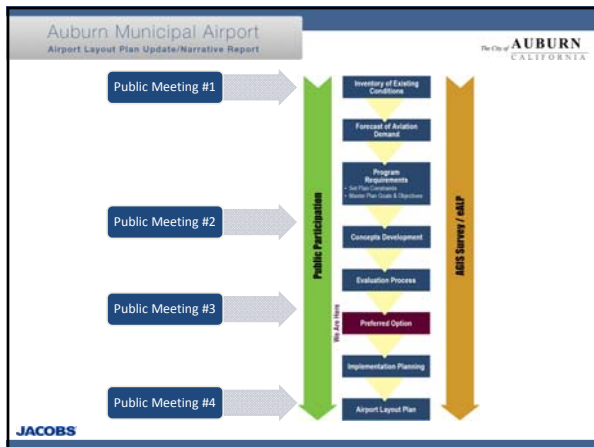 Auburn Municipal Airport
Airport Layout Plan Update/Narrative Report
The City of AUBURN
CALIFORNIA
Public Meeting #1
Public Meeting #2
Public Meeting #3
Public Meeting #4
Public Participation
Inventory of Existing
Conditions
Forecast of Aviation
Demand
Program
Requirements
• Set Plan Constraints
• Master Plan Goals & Objectives
Concepts Development
Evaluation Process
We Are Here
Preferred Option
Implementation Planning
Airport Layout Plan
AGIS Survey / eALP
JACOBS